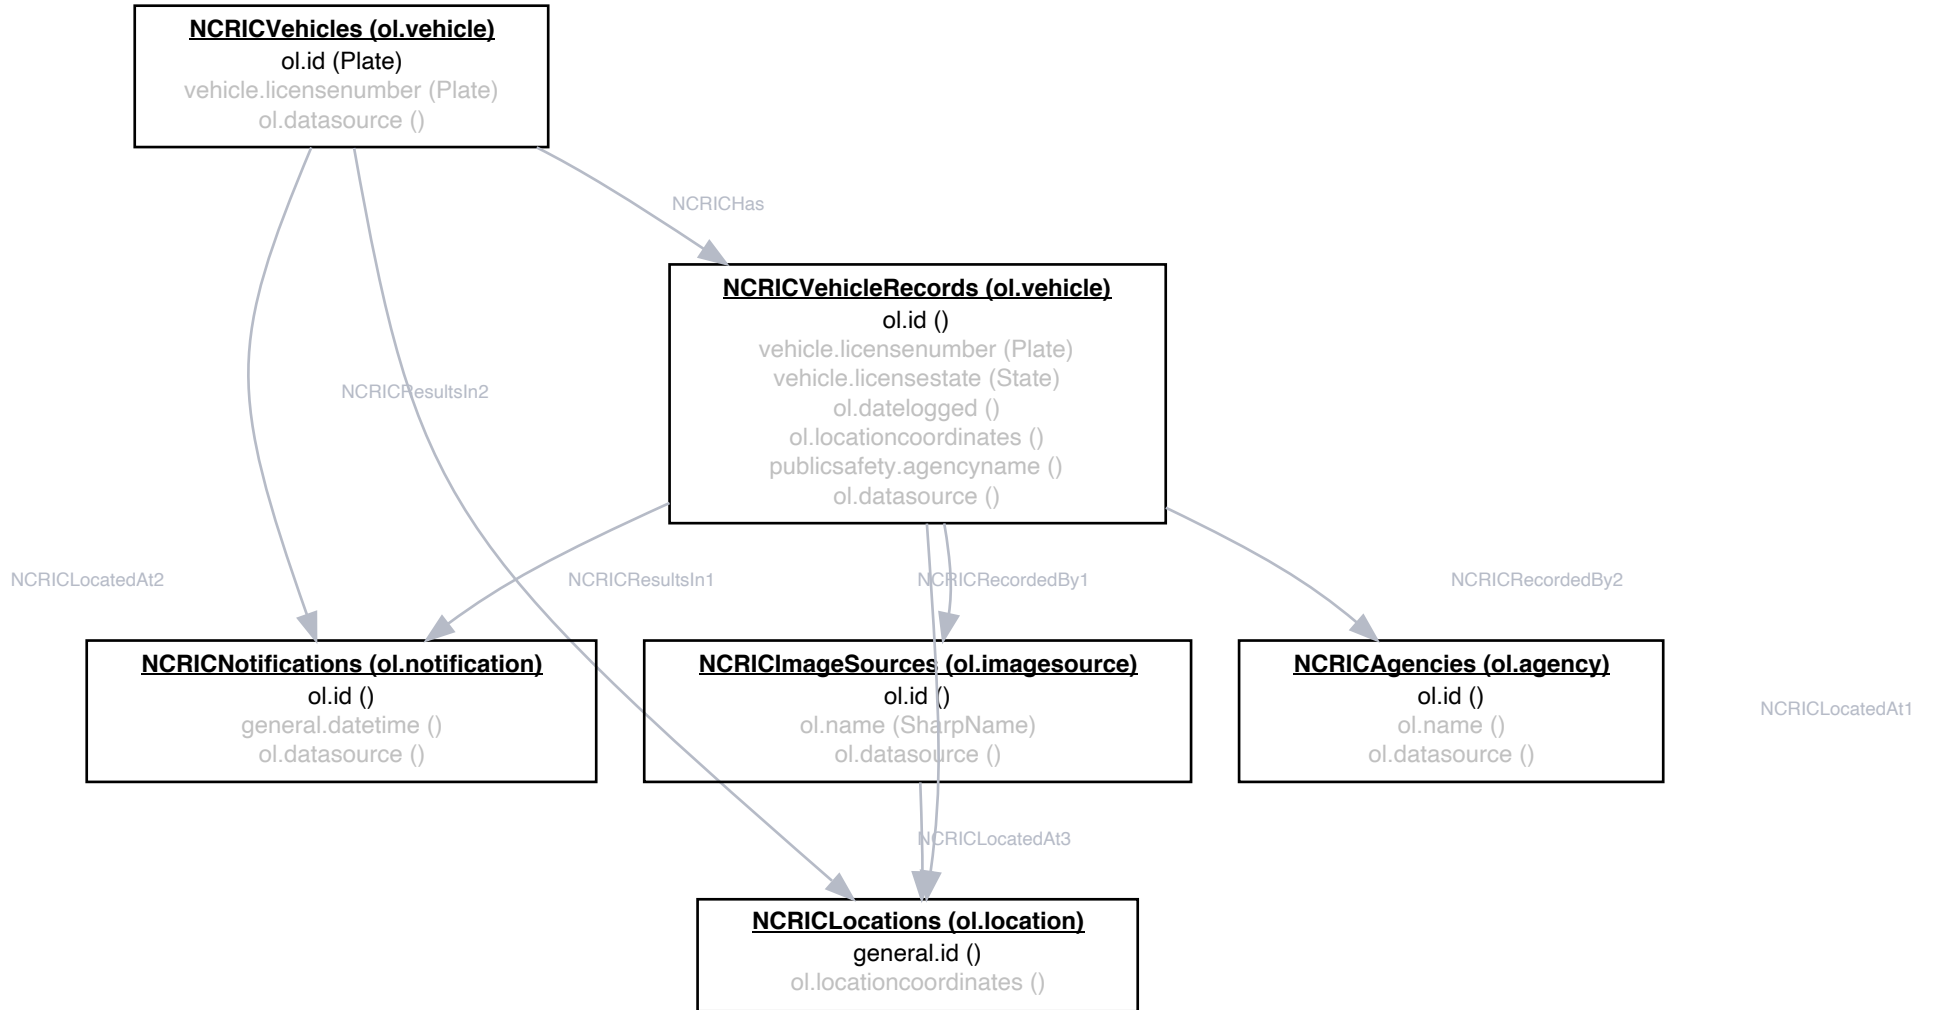 NCRICVehicles (ol.vehicle)
ol.id (Plate)
vehicle.licensenumber (Plate)
ol.datasource ()
NCRICHas
NCRICVehicleRecords (ol.vehicle)
ol.id ()
vehicle.licensenumber (Plate)
vehicle.licensestate (State)
ol.datelogged ()
ol.locationcoordinates ()
publicsafety.agencyname ()
ol.datasource ()
NCRICResultsIn2
NCRICLocatedAt2
NCRICResultsIn1
NCRICRecordedBy1
NCRICRecordedBy2
NCRICNotifications (ol.notification)
ol.id ()
general.datetime ()
ol.datasource ()
NCRICImageSources (ol.imagesource)
ol.id ()
ol.name (SharpName)
ol.datasource ()
NCRICAgencies (ol.agency)
ol.id ()
ol.name ()
ol.datasource ()
NCRICLocatedAt1
NCRICLocatedAt3
NCRICLocations (ol.location)
general.id ()
ol.locationcoordinates ()